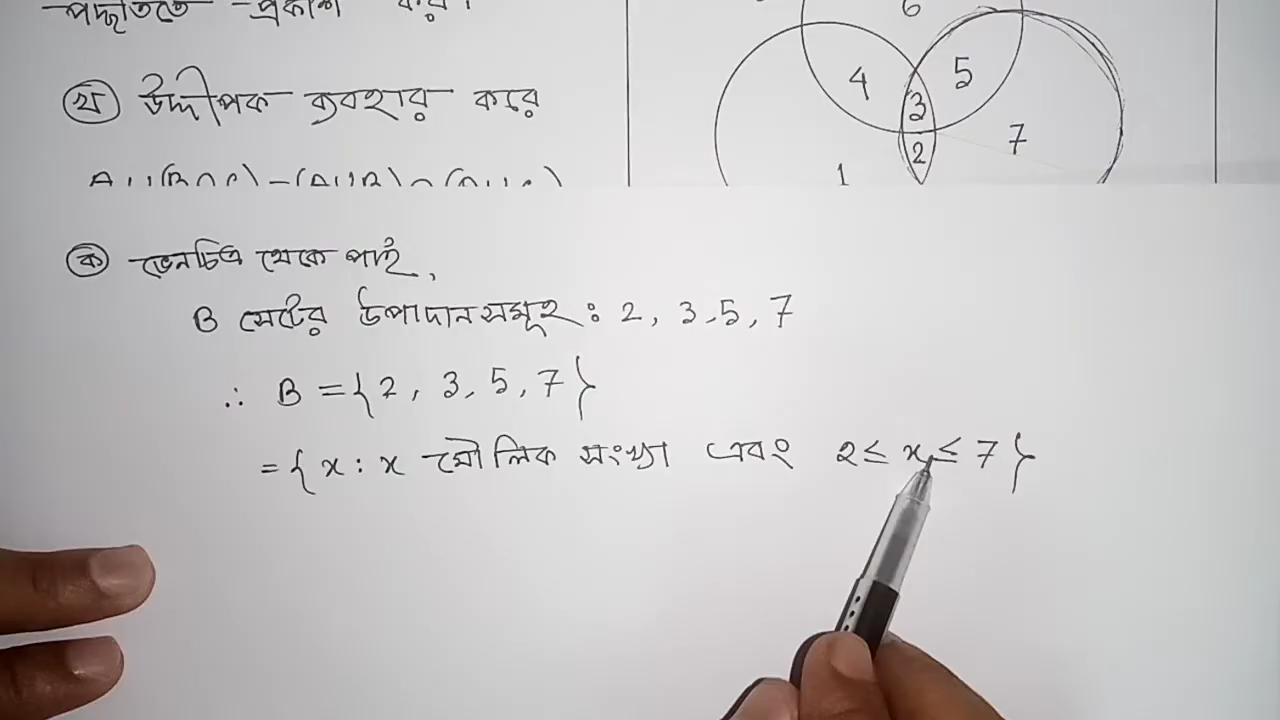 পদ্ধতিতে প্রকাশ কর।
খ উদ্দীপক ব্যবহার করে
A∪(B∩C)=(A∪B)∩(A∪C)
6
4 5
3
2 7
1
ক ভেনচিত্র থেকে পাই,
B সেটের উপাদানসমূহ: 2, 3, 5, 7
∴ B = {2, 3, 5, 7}
= {x : x মৌলিক সংখ্যা এবং 2 ≤ x ≤ 7}